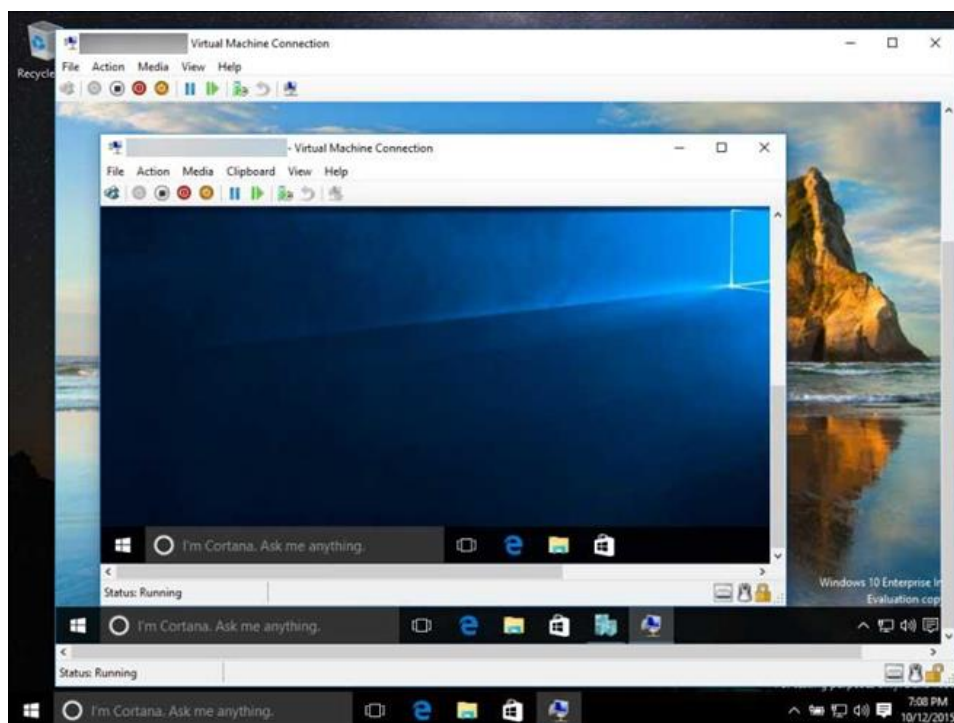 Recycle
Virtual Machine Connection
File Action Media View Help
- Virtual Machine Connection
File Action Media Clipboard View Help
I'm Cortana. Ask me anything.
Status: Running
Windows 10 Enterprise In
Evaluation cop
I'm Cortana. Ask me anything.
Status: Running
I'm Cortana. Ask me anything.
7:08 PM
10/12/2015